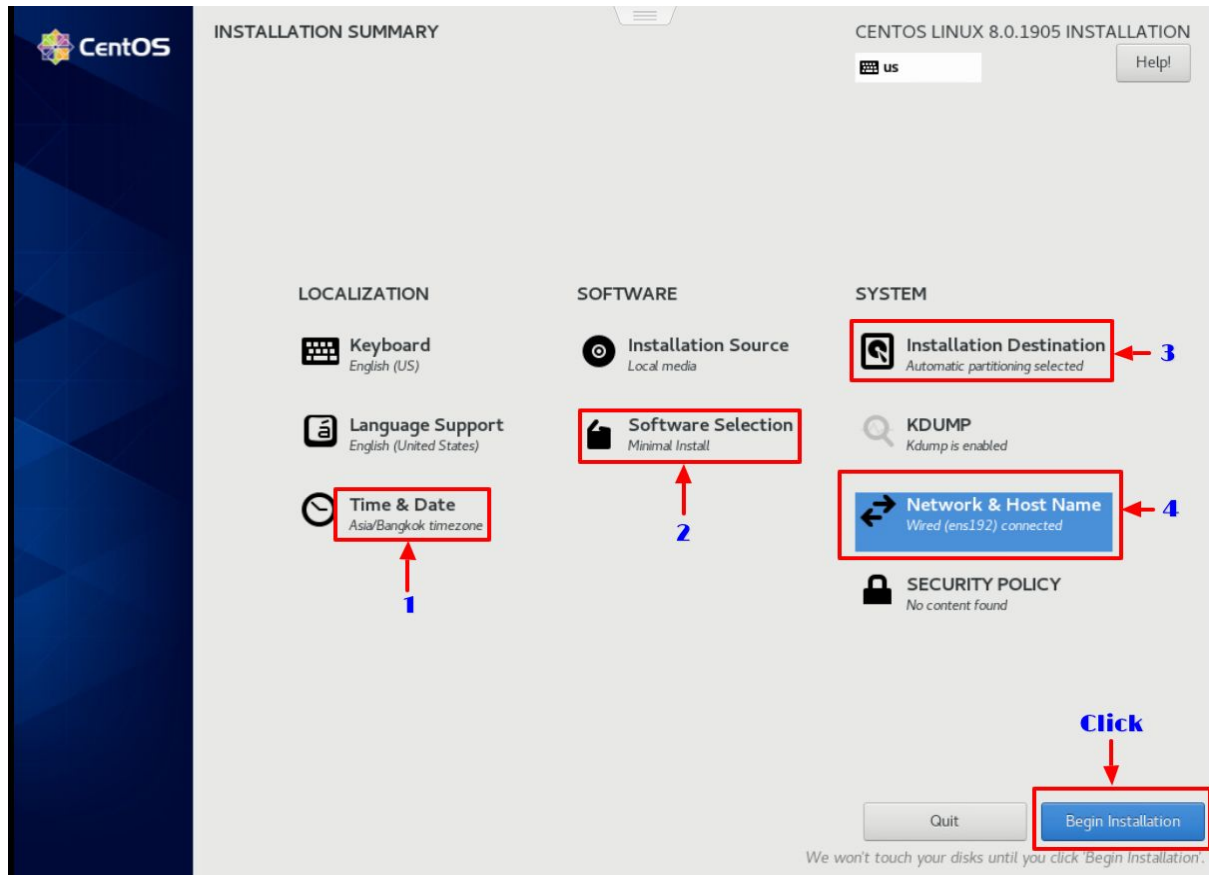 CentOS
INSTALLATION SUMMARY
CENTOS LINUX 8.0.1905 INSTALLATION
us
Help!
LOCALIZATION
Keyboard
English (US)
Language Support
English (United States)
Time & Date
Asia/Bangkok timezone
1
SOFTWARE
Installation Source
Local media
Software Selection
Minimal Install
2
SYSTEM
Installation Destination
Automatic partitioning selected
3
KDUMP
Kdump is enabled
Network & Host Name
Wired (ens192) connected
4
SECURITY POLICY
No content found
Click
Quit
Begin Installation
We won't touch your disks until you click 'Begin Installation'.